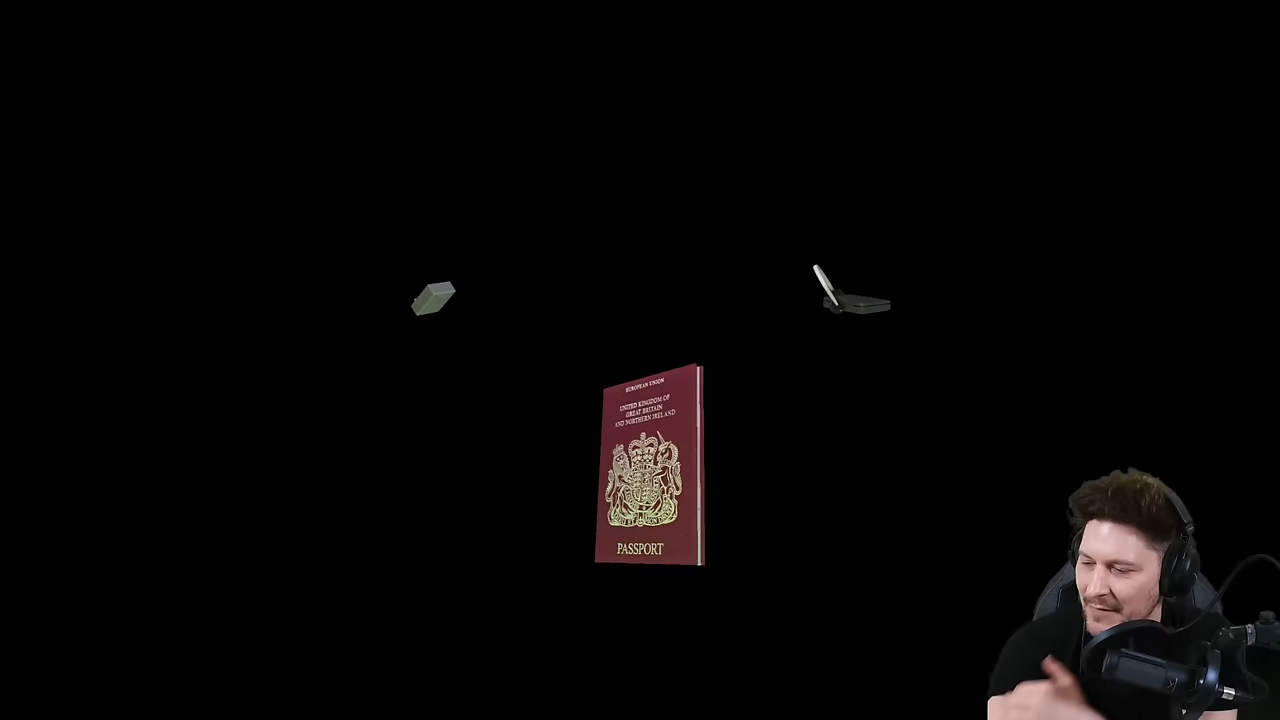 EUROPEAN UNION
UNITED KINGDOM OF
GREAT BRITAIN
AND NORTHERN IRELAND
PASSPORT